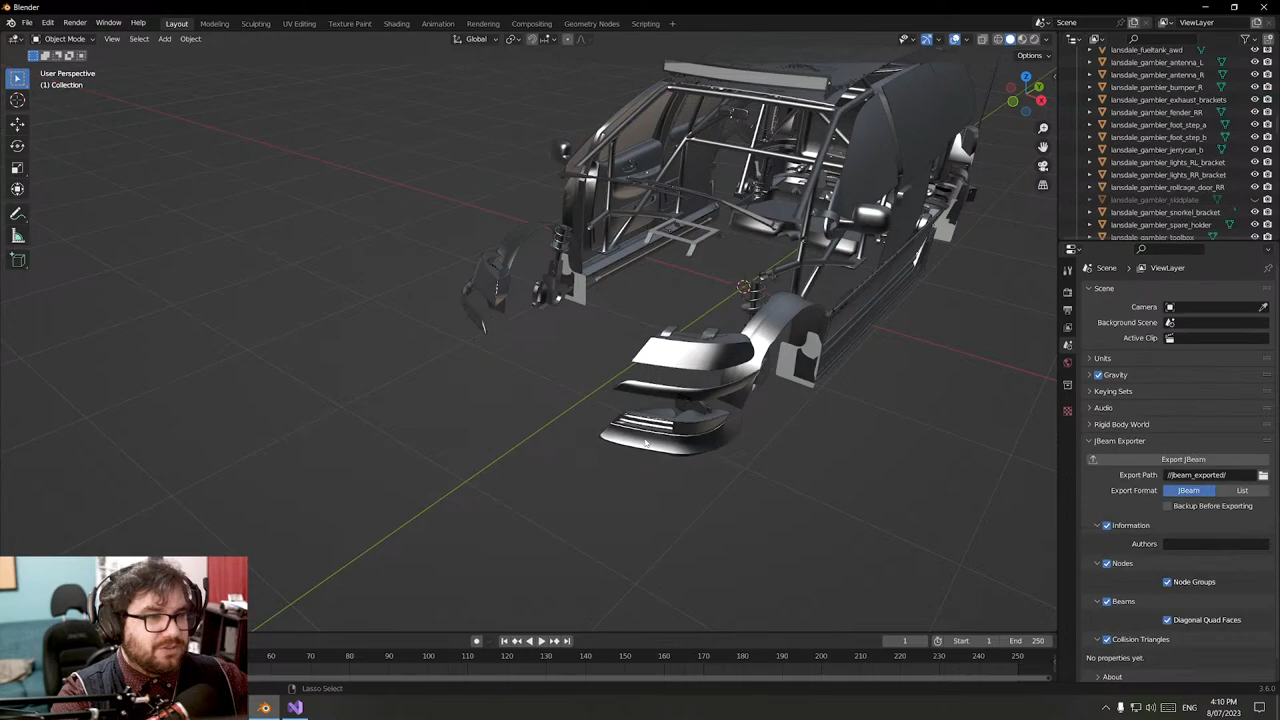 Blender
File Edit Render Window Help Layout Modeling Sculpting UV Editing Texture Paint Shading Animation Rendering Compositing Geometry Nodes Scripting + Scene ViewLayer
Object Mode View Select Add Object Global
Options
User Perspective
(1) Collection
Z
Y
X
lansdale_fueltank_awd
lansdale_gambler_antenna_L
lansdale_gambler_antenna_R
lansdale_gambler_bumper_R
lansdale_gambler_exhaust_brackets
lansdale_gambler_fender_RR
lansdale_gambler_foot_step_a
lansdale_gambler_foot_step_b
lansdale_gambler_jerrycan_b
lansdale_gambler_lights_RL_bracket
lansdale_gambler_lights_RR_bracket
lansdale_gambler_rollcage_door_RR
lansdale_gambler_skidplate
lansdale_gambler_snorkel_bracket
lansdale_gambler_spare_holder
lansdale_gambler_toolbox
Scene > ViewLayer
Scene
Camera
Background Scene
Active Clip
Units
Gravity
Keying Sets
Audio
Rigid Body World
JBeam Exporter
Export JBeam
Export Path //jbeam_exported/
Export Format JBeam List
Backup Before Exporting
Information
Authors
Nodes
Node Groups
Beams
Diagonal Quad Faces
Collision Triangles
No properties yet.
About
1 Start 1 End 250
60 70 80 90 100 110 120 130 140 150 160 170 180 190 200 210 220 230 240 250
Lasso Select
3.6.0
ENG 4:10 PM
8/07/2023